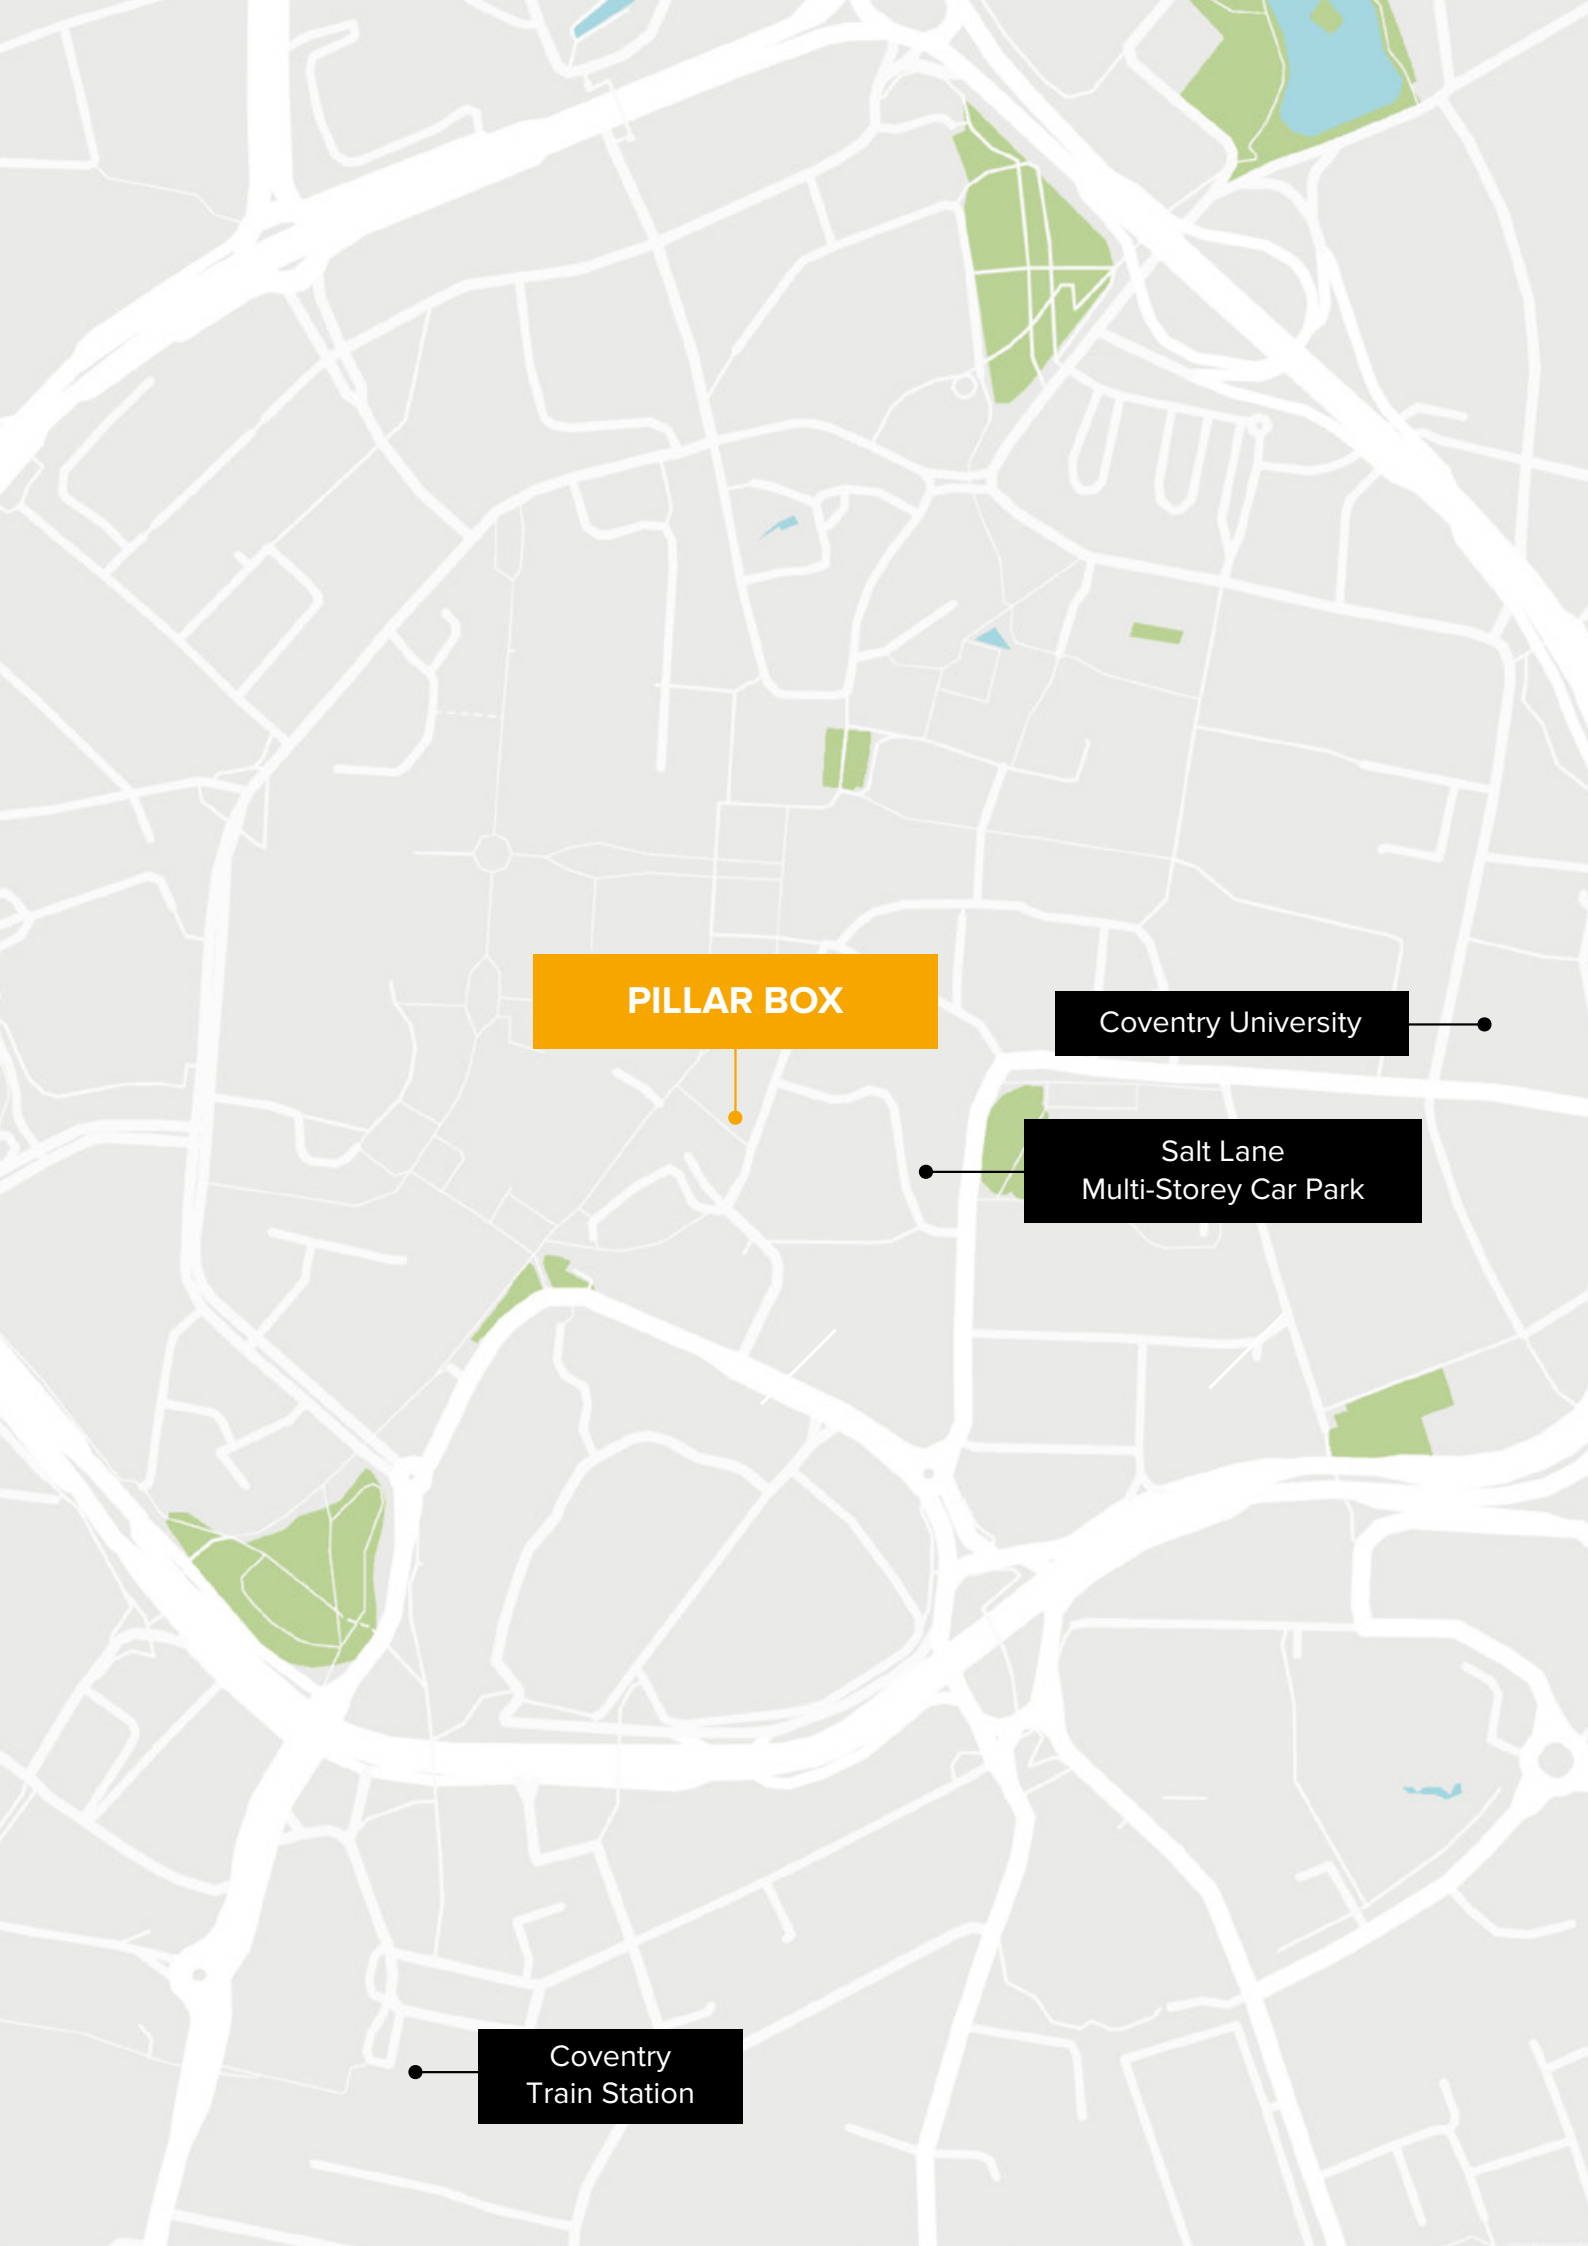 PILLAR BOX
Coventry University
Salt Lane
Multi-Storey Car Park
Coventry
Train Station